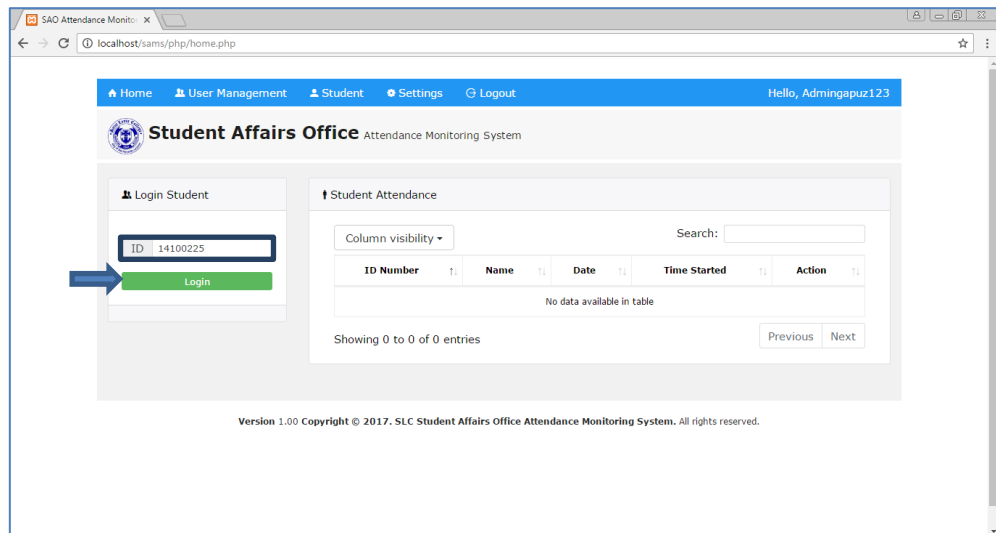 SAO Attendance Monito
localhost/sams/php/home.php
Home User Management Student Settings Logout Hello, Admingapuz123
Student Affairs Office Attendance Monitoring System
Login Student
ID 14100225
Login
Student Attendance
Column visibility Search:
ID Number Name Date Time Started Action
No data available in table
Showing 0 to 0 of 0 entries Previous Next
Version 1.00 Copyright © 2017. SLC Student Affairs Office Attendance Monitoring System. All rights reserved.